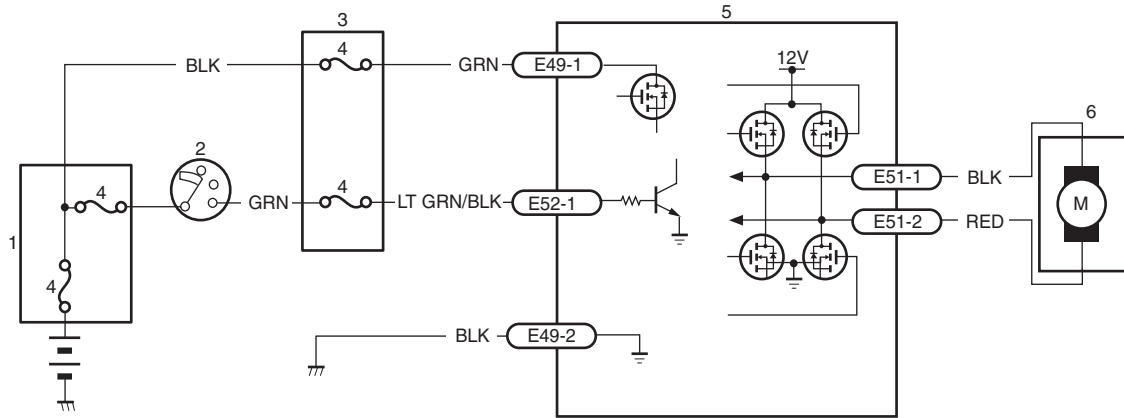 5
3
4
BLK
GRN
E49-1
12V
6
2
4
4
GRN
LT GRN/BLK
E52-1
E51-1
BLK
M
E51-2
RED
1
4
BLK
E49-2